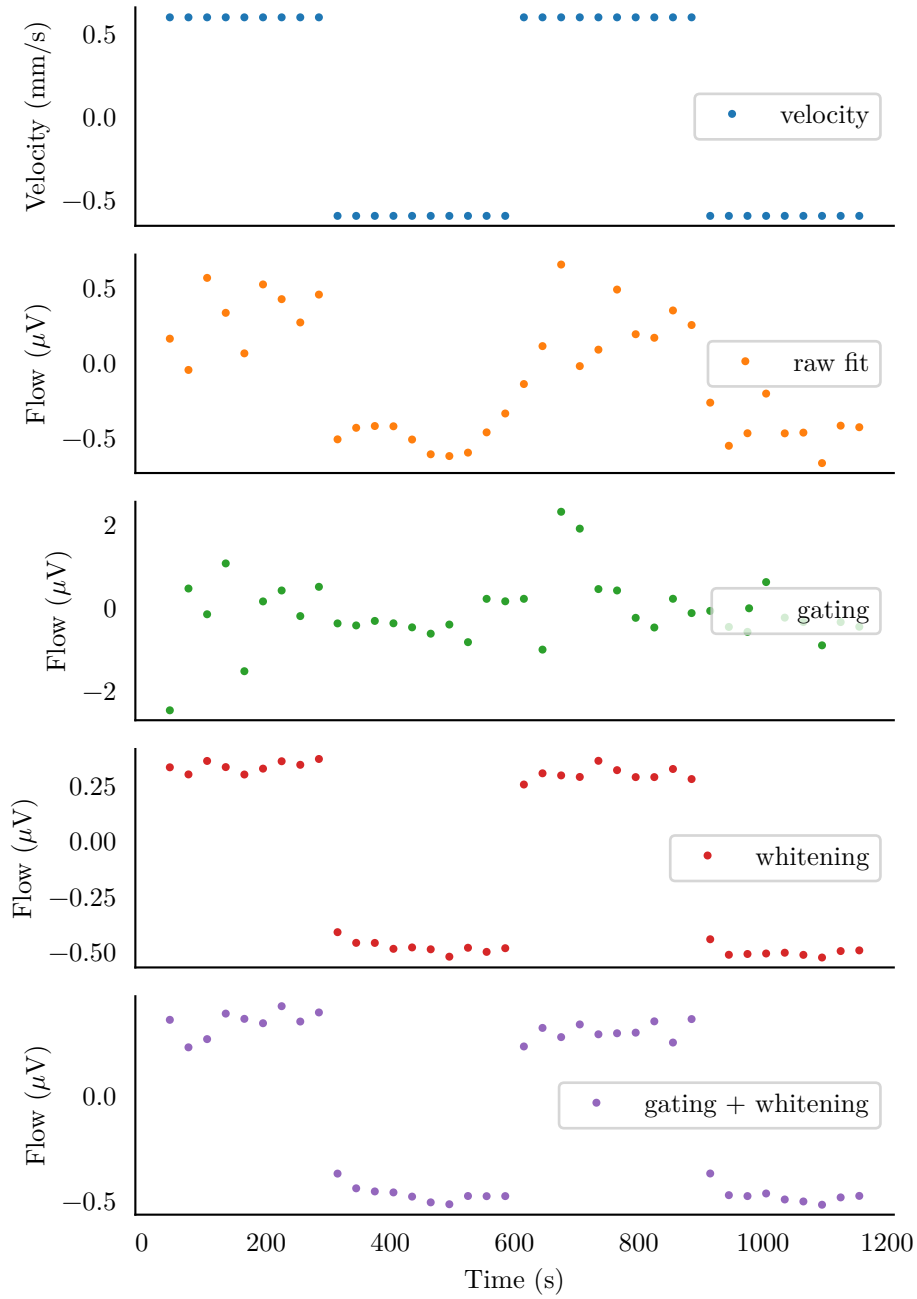 Velocity (mm/s)
0.5
0.0
−0.5
velocity
Flow (μV)
0.5
0.0
−0.5
raw fit
Flow (μV)
2
0
−2
gating
Flow (μV)
0.25
0.00
−0.25
−0.50
whitening
Flow (μV)
0.0
−0.5
gating + whitening
0 200 400 600 800 1000 1200
Time (s)